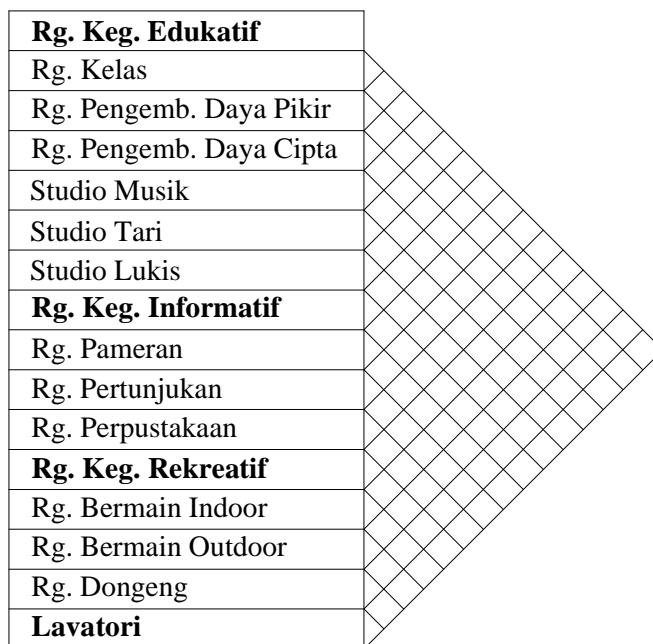 Rg. Keg. Edukatif
Rg. Kelas
Rg. Pengemb. Daya Pikir
Rg. Pengemb. Daya Cipta
Studio Musik
Studio Tari
Studio Lukis
Rg. Keg. Informatif
Rg. Pameran
Rg. Pertunjukan
Rg. Perpustakaan
Rg. Keg. Rekreatif
Rg. Bermain Indoor
Rg. Bermain Outdoor
Rg. Dongeng
Lavatori